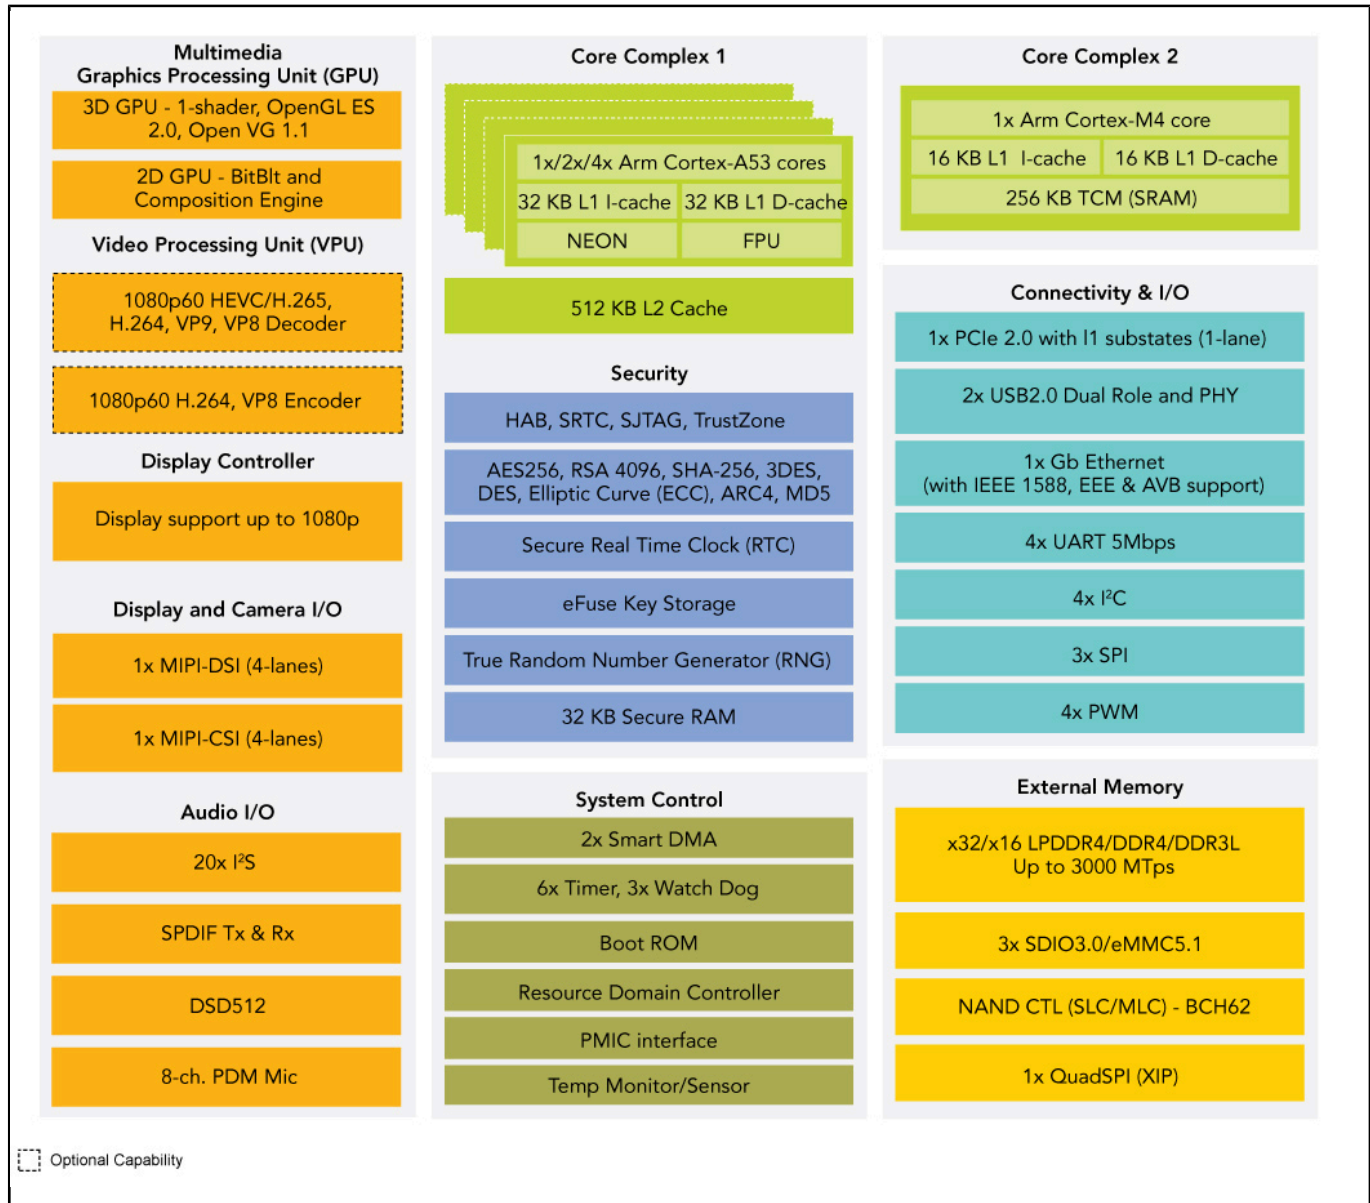 Multimedia
Graphics Processing Unit (GPU)
3D GPU - 1-shader, OpenGL ES
2.0, Open VG 1.1
2D GPU - BitBlt and
Composition Engine
Video Processing Unit (VPU)
1080p60 HEVC/H.265,
H.264, VP9, VP8 Decoder
1080p60 H.264, VP8 Encoder
Display Controller
Display support up to 1080p
Display and Camera I/O
1x MIPI-DSI (4-lanes)
1x MIPI-CSI (4-lanes)
Audio I/O
20x I²S
SPDIF Tx & Rx
DSD512
8-ch. PDM Mic
Core Complex 1
1x/2x/4x Arm Cortex-A53 cores
32 KB L1 I-cache
32 KB L1 D-cache
NEON
FPU
512 KB L2 Cache
Security
HAB, SRTC, SJTAG, TrustZone
AES256, RSA 4096, SHA-256, 3DES,
DES, Elliptic Curve (ECC), ARC4, MD5
Secure Real Time Clock (RTC)
eFuse Key Storage
True Random Number Generator (RNG)
32 KB Secure RAM
System Control
2x Smart DMA
6x Timer, 3x Watch Dog
Boot ROM
Resource Domain Controller
PMIC interface
Temp Monitor/Sensor
Core Complex 2
1x Arm Cortex-M4 core
16 KB L1 I-cache
16 KB L1 D-cache
256 KB TCM (SRAM)
Connectivity & I/O
1x PCIe 2.0 with l1 substates (1-lane)
2x USB2.0 Dual Role and PHY
1x Gb Ethernet
(with IEEE 1588, EEE & AVB support)
4x UART 5Mbps
4x I²C
3x SPI
4x PWM
External Memory
x32/x16 LPDDR4/DDR4/DDR3L
Up to 3000 MTps
3x SDIO3.0/eMMC5.1
NAND CTL (SLC/MLC) - BCH62
1x QuadSPI (XIP)
Optional Capability